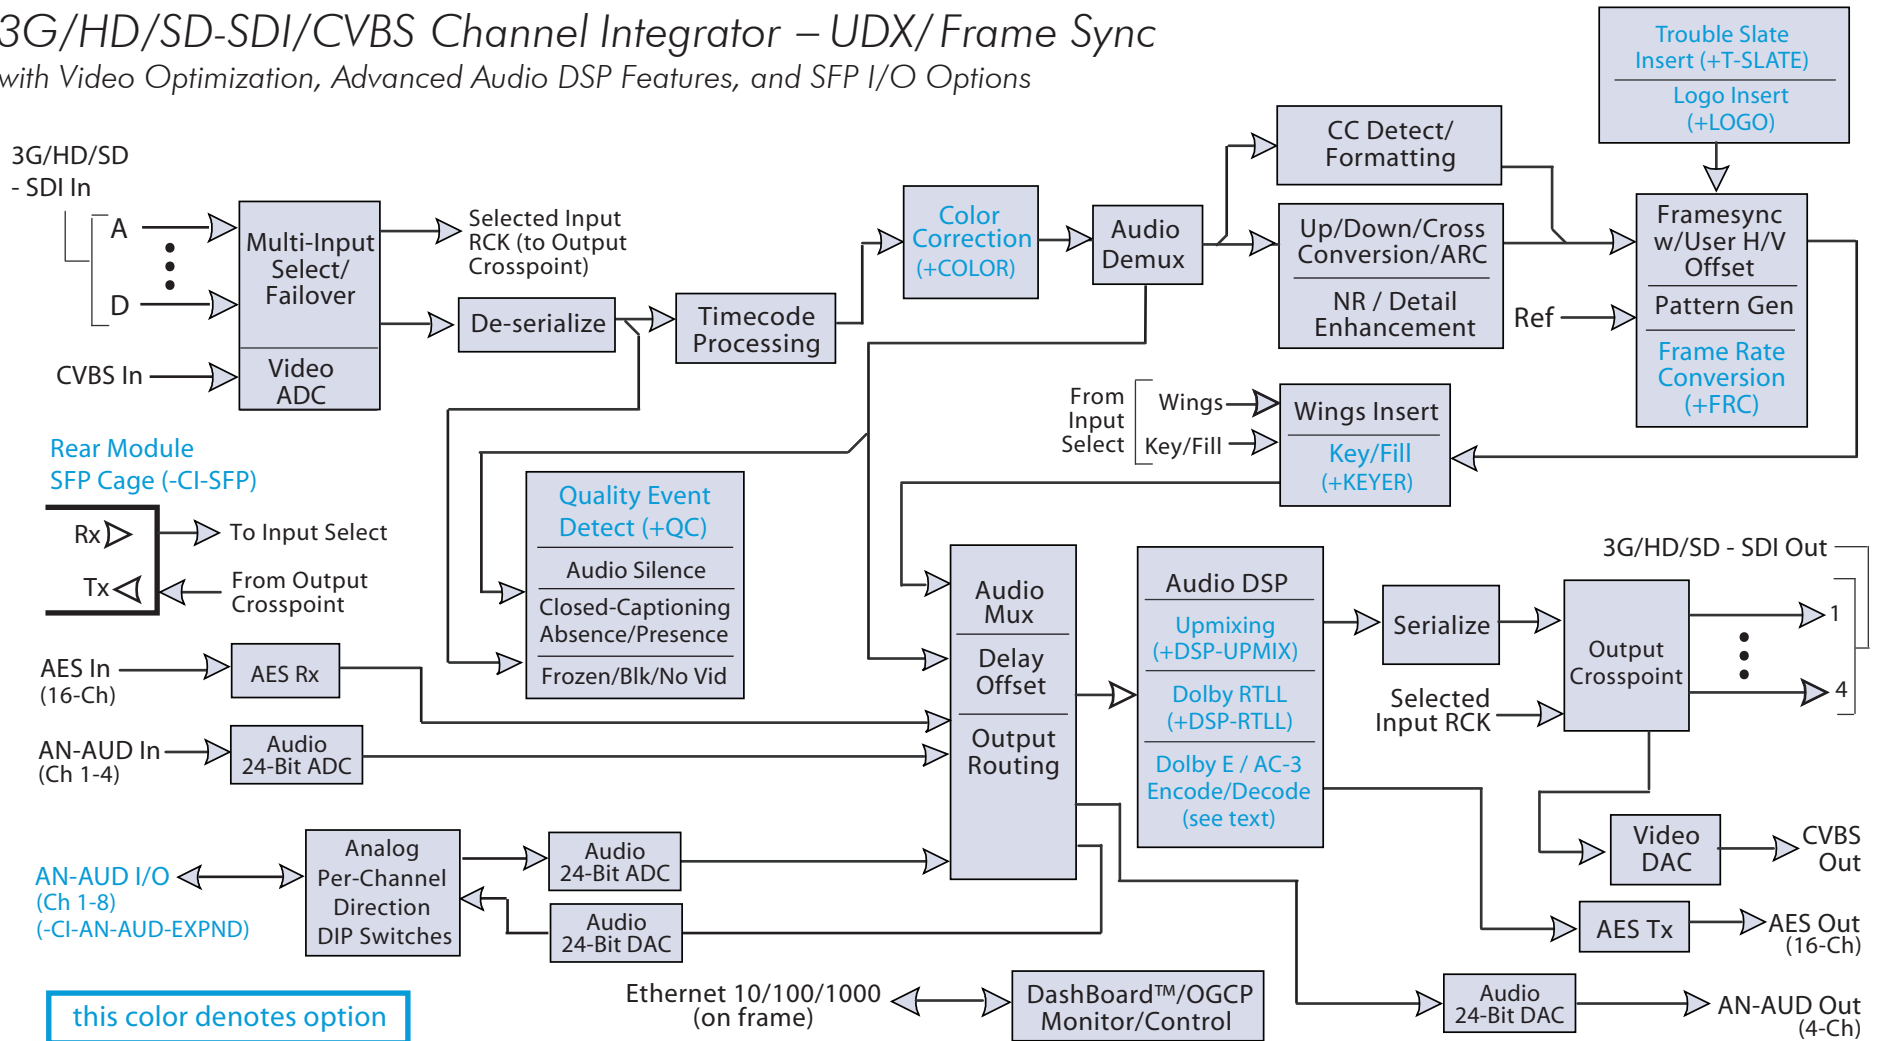 3G/HD/SD-SDI/CVBS Channel Integrator – UDX/Frame Sync
with Video Optimization, Advanced Audio DSP Features, and SFP I/O Options
Trouble Slate
Insert (+T-SLATE)
Logo Insert
(+LOGO)
3G/HD/SD
- SDI In
A
D
CVBS In
Multi-Input
Select/
Failover
Video
ADC
Selected Input
RCK (to Output
Crosspoint)
De-serialize
Timecode
Processing
Color
Correction
(+COLOR)
Audio
Demux
CC Detect/
Formatting
Up/Down/Cross
Conversion/ARC
NR / Detail
Enhancement
Ref
Framesync
w/User H/V
Offset
Pattern Gen
Frame Rate
Conversion
(+FRC)
From
Input
Select
Wings
Key/Fill
Wings Insert
Key/Fill
(+KEYER)
Rear Module
SFP Cage (-CI-SFP)
Rx
Tx
To Input Select
From Output
Crosspoint
Quality Event
Detect (+QC)
Audio Silence
Closed-Captioning
Absence/Presence
Frozen/Blk/No Vid
AES In
(16-Ch)
AES Rx
AN-AUD In
(Ch 1-4)
Audio
24-Bit ADC
Audio
Mux
Delay
Offset
Output
Routing
Audio DSP
Upmixing
(+DSP-UPMIX)
Dolby RTLL
(+DSP-RTLL)
Dolby E / AC-3
Encode/Decode
(see text)
Serialize
Selected
Input RCK
Output
Crosspoint
3G/HD/SD - SDI Out
1
4
Video
DAC
CVBS
Out
AES Tx
AES Out
(16-Ch)
Audio
24-Bit DAC
AN-AUD Out
(4-Ch)
AN-AUD I/O
(Ch 1-8)
(-CI-AN-AUD-EXPND)
Analog
Per-Channel
Direction
DIP Switches
Audio
24-Bit ADC
Audio
24-Bit DAC
Ethernet 10/100/1000
(on frame)
DashBoard™/OGCP
Monitor/Control
this color denotes option